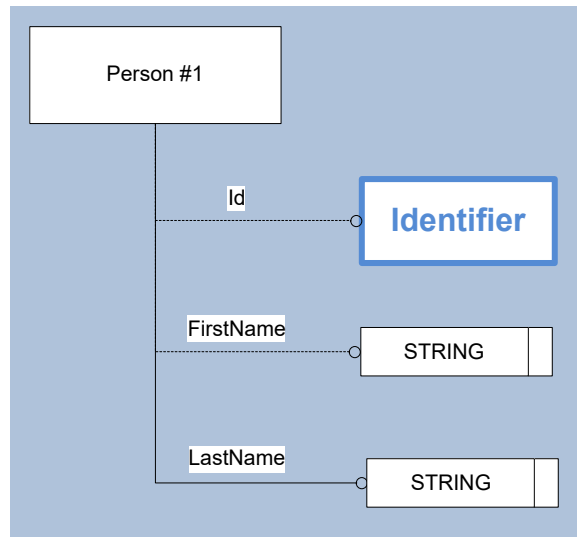 Person #1
Id
Identifier
FirstName
STRING
LastName
STRING